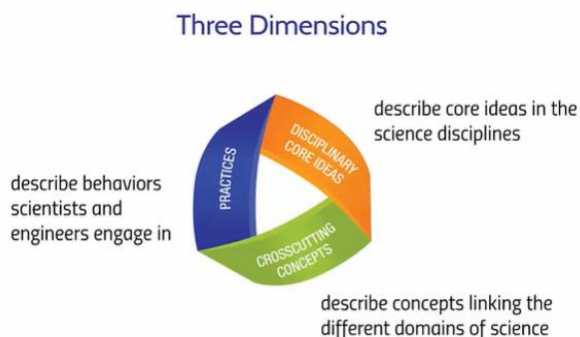 Three Dimensions
describe core ideas in the
science disciplines
DISCIPLINARY
CORE IDEAS
PRACTICES
describe behaviors
scientists and
engineers engage in
CROSSCUTTING
CONCEPTS
describe concepts linking the
different domains of science